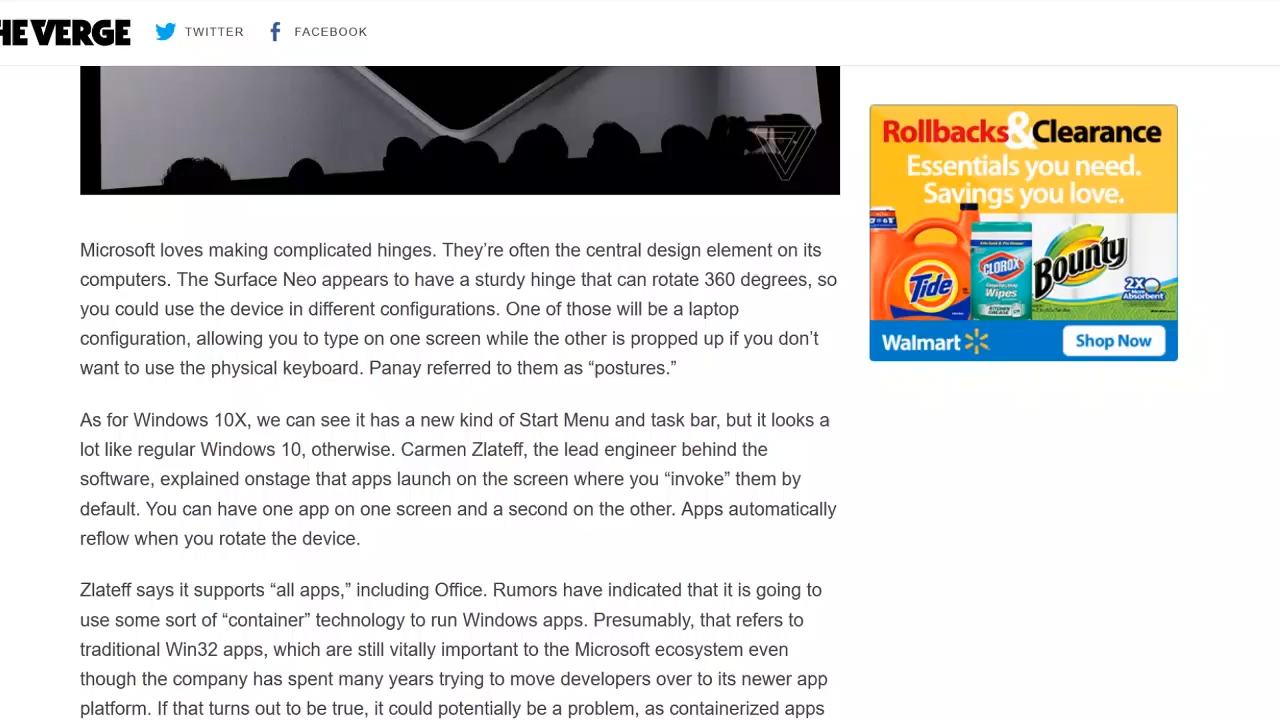 HE VERGE
TWITTER
FACEBOOK
Microsoft loves making complicated hinges. They’re often the central design element on its
computers. The Surface Neo appears to have a sturdy hinge that can rotate 360 degrees, so
you could use the device in different configurations. One of those will be a laptop
configuration, allowing you to type on one screen while the other is propped up if you don’t
want to use the physical keyboard. Panay referred to them as “postures.”
As for Windows 10X, we can see it has a new kind of Start Menu and task bar, but it looks a
lot like regular Windows 10, otherwise. Carmen Zlateff, the lead engineer behind the
software, explained onstage that apps launch on the screen where you “invoke” them by
default. You can have one app on one screen and a second on the other. Apps automatically
reflow when you rotate the device.
Zlateff says it supports “all apps,” including Office. Rumors have indicated that it is going to
use some sort of “container” technology to run Windows apps. Presumably, that refers to
traditional Win32 apps, which are still vitally important to the Microsoft ecosystem even
though the company has spent many years trying to move developers over to its newer app
platform. If that turns out to be true, it could potentially be a problem, as containerized apps
Rollbacks & Clearance
Essentials you need.
Savings you love.
Tide
CLOROX
Wipes
Bounty
2X
More
Absorbent
Walmart
Shop Now